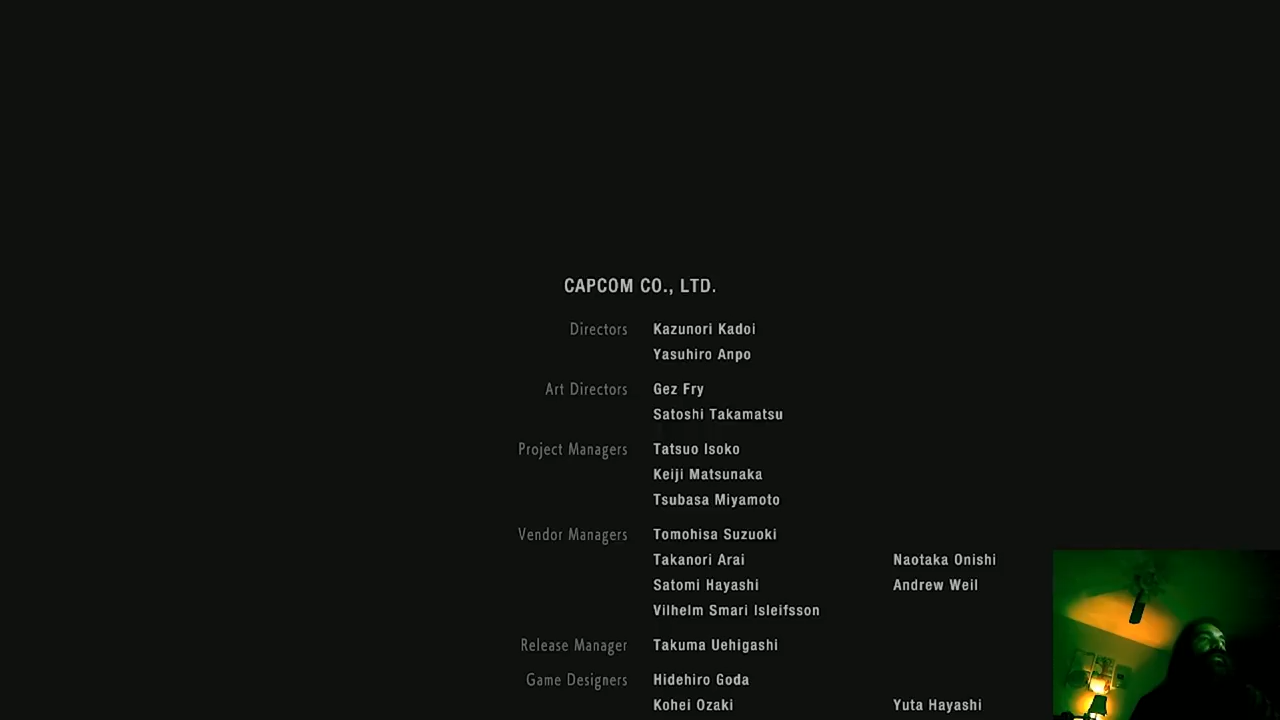 CAPCOM CO., LTD.
Directors Kazunori Kadoi
Yasuhiro Anpo
Art Directors Gez Fry
Satoshi Takamatsu
Project Managers Tatsuo Isoko
Keiji Matsunaka
Tsubasa Miyamoto
Vendor Managers Tomohisa Suzuoki
Takanori Arai Naotaka Onishi
Satomi Hayashi Andrew Weil
Vilhelm Smari Isleifsson
Release Manager Takuma Uehigashi
Game Designers Hidehiro Goda
Kohei Ozaki Yuta Hayashi